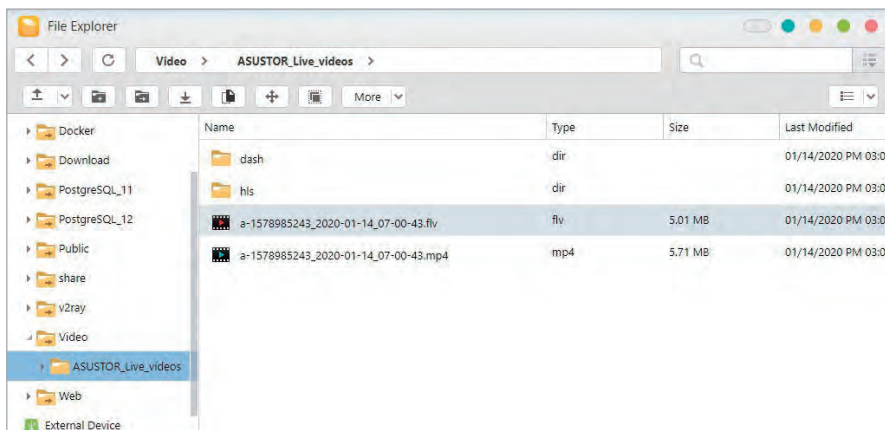 File Explorer
Video > ASUSTOR_Live_videos >
More
Docker
Download
PostgreSQL_11
PostgreSQL_12
Public
share
v2ray
Video
ASUSTOR_Live_videos
Web
External Device
Name Type Size Last Modified
dash dir 01/14/2020 PM 03:0
hls dir 01/14/2020 PM 03:0
a-1578985243_2020-01-14_07-00-43.flv flv 5.01 MB 01/14/2020 PM 03:0
a-1578985243_2020-01-14_07-00-43.mp4 mp4 5.71 MB 01/14/2020 PM 03:0